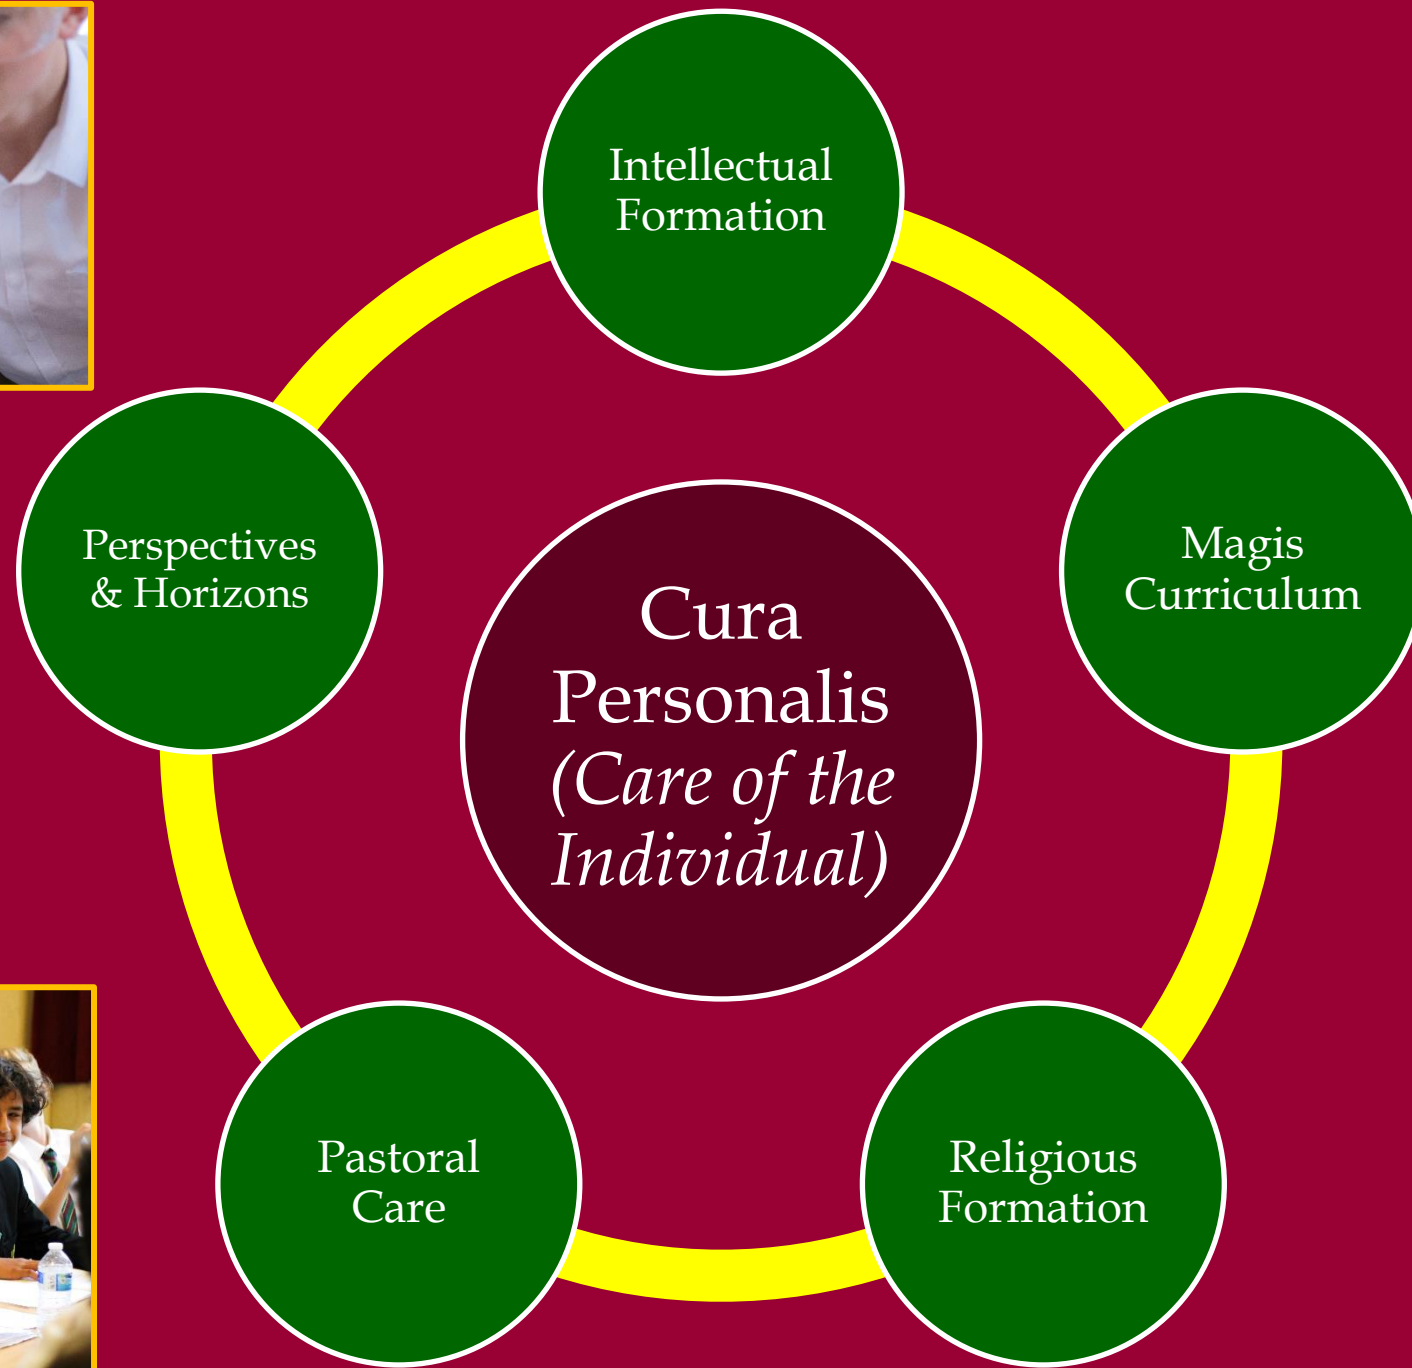 Intellectual
Formation
Perspectives
& Horizons
Magis
Curriculum
Cura
Personalis
(Care of the
Individual)
Pastoral
Care
Religious
Formation